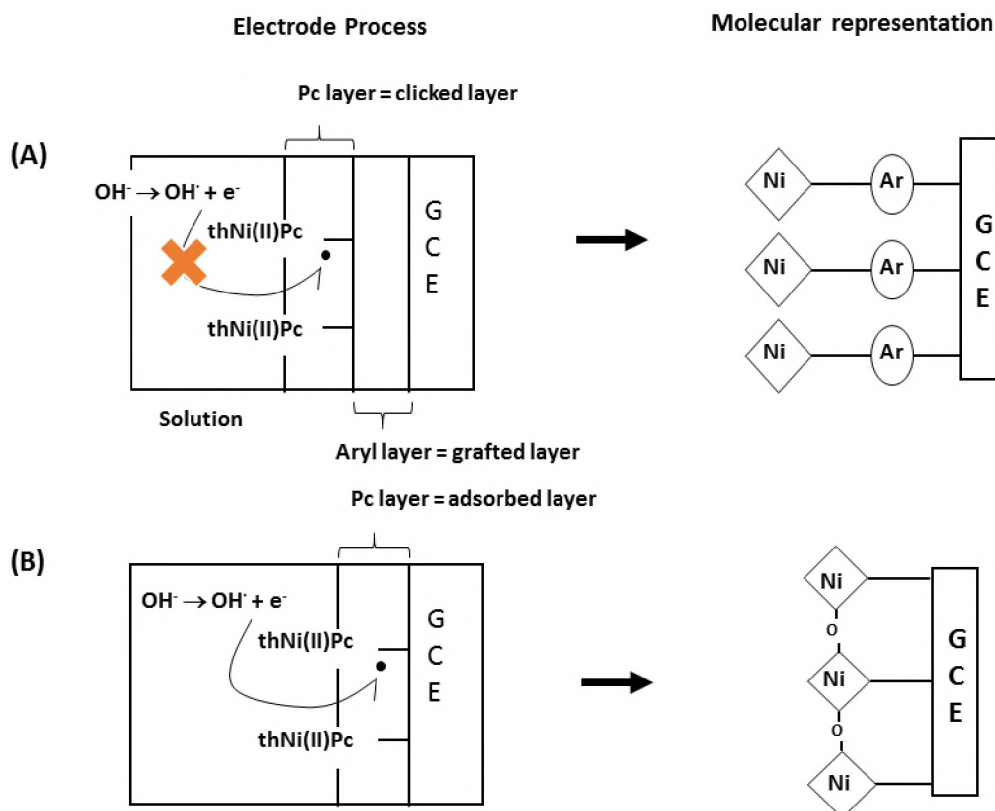 Electrode Process
Molecular representation
Pc layer = clicked layer
(A)
OH⁻ → OH˙ + e⁻
thNi(II)Pc
thNi(II)Pc
G
C
E
Solution
Aryl layer = grafted layer
Ni
Ar
Ni
Ar
Ni
Ar
G
C
E
Pc layer = adsorbed layer
(B)
OH⁻ → OH˙ + e⁻
thNi(II)Pc
thNi(II)Pc
G
C
E
Ni
O
Ni
O
Ni
G
C
E